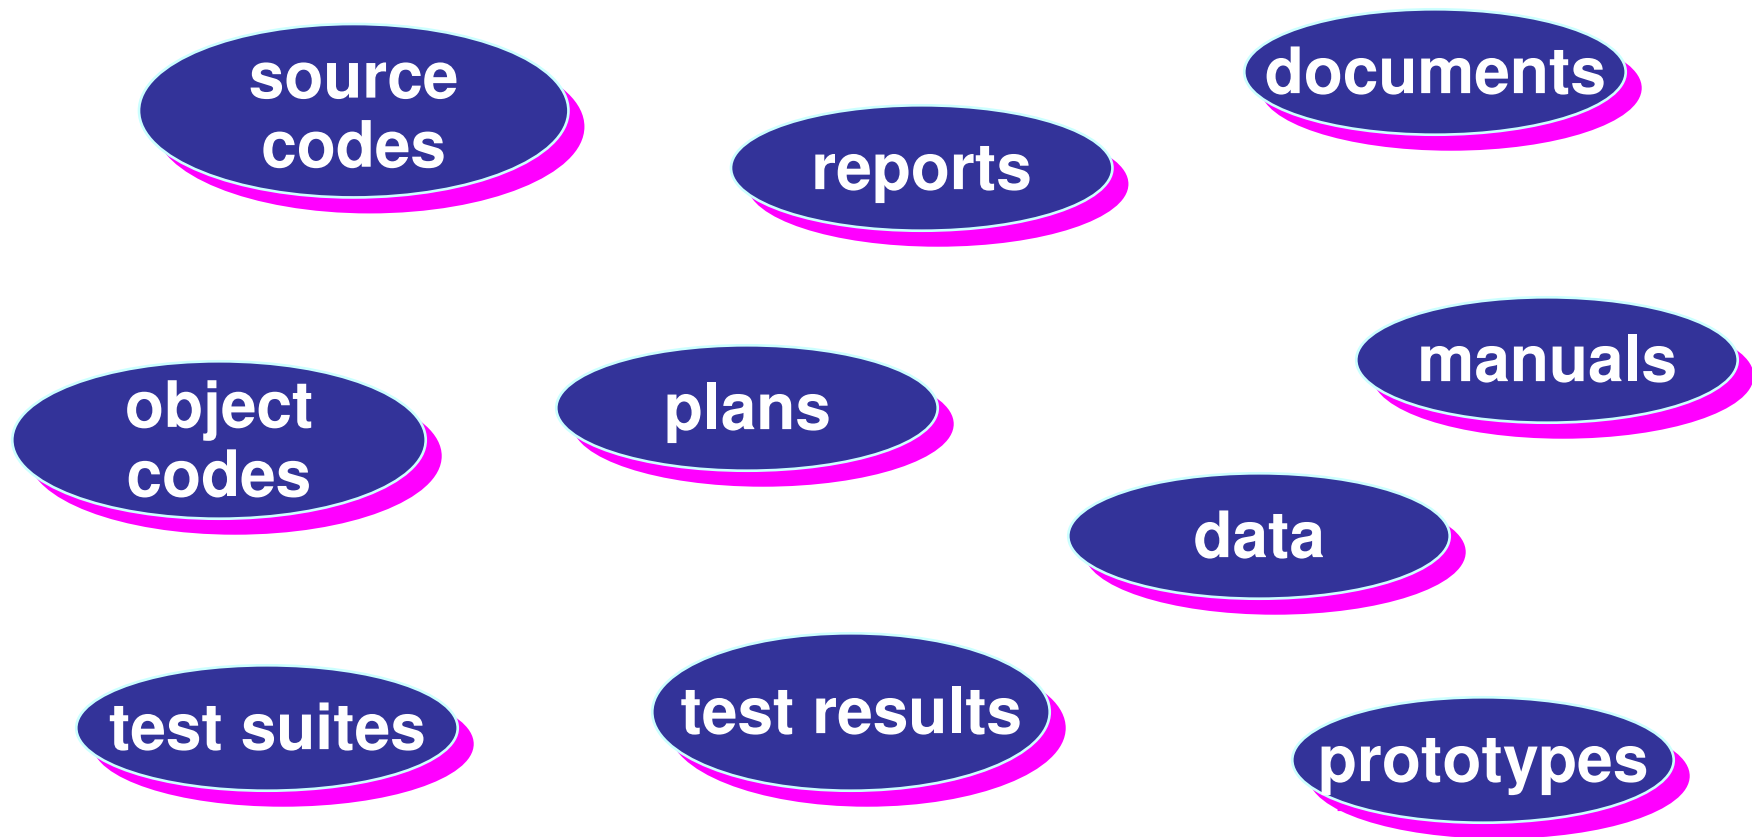 source
codes
documents
reports
manuals
object
codes
plans
data
test suites
test results
prototypes